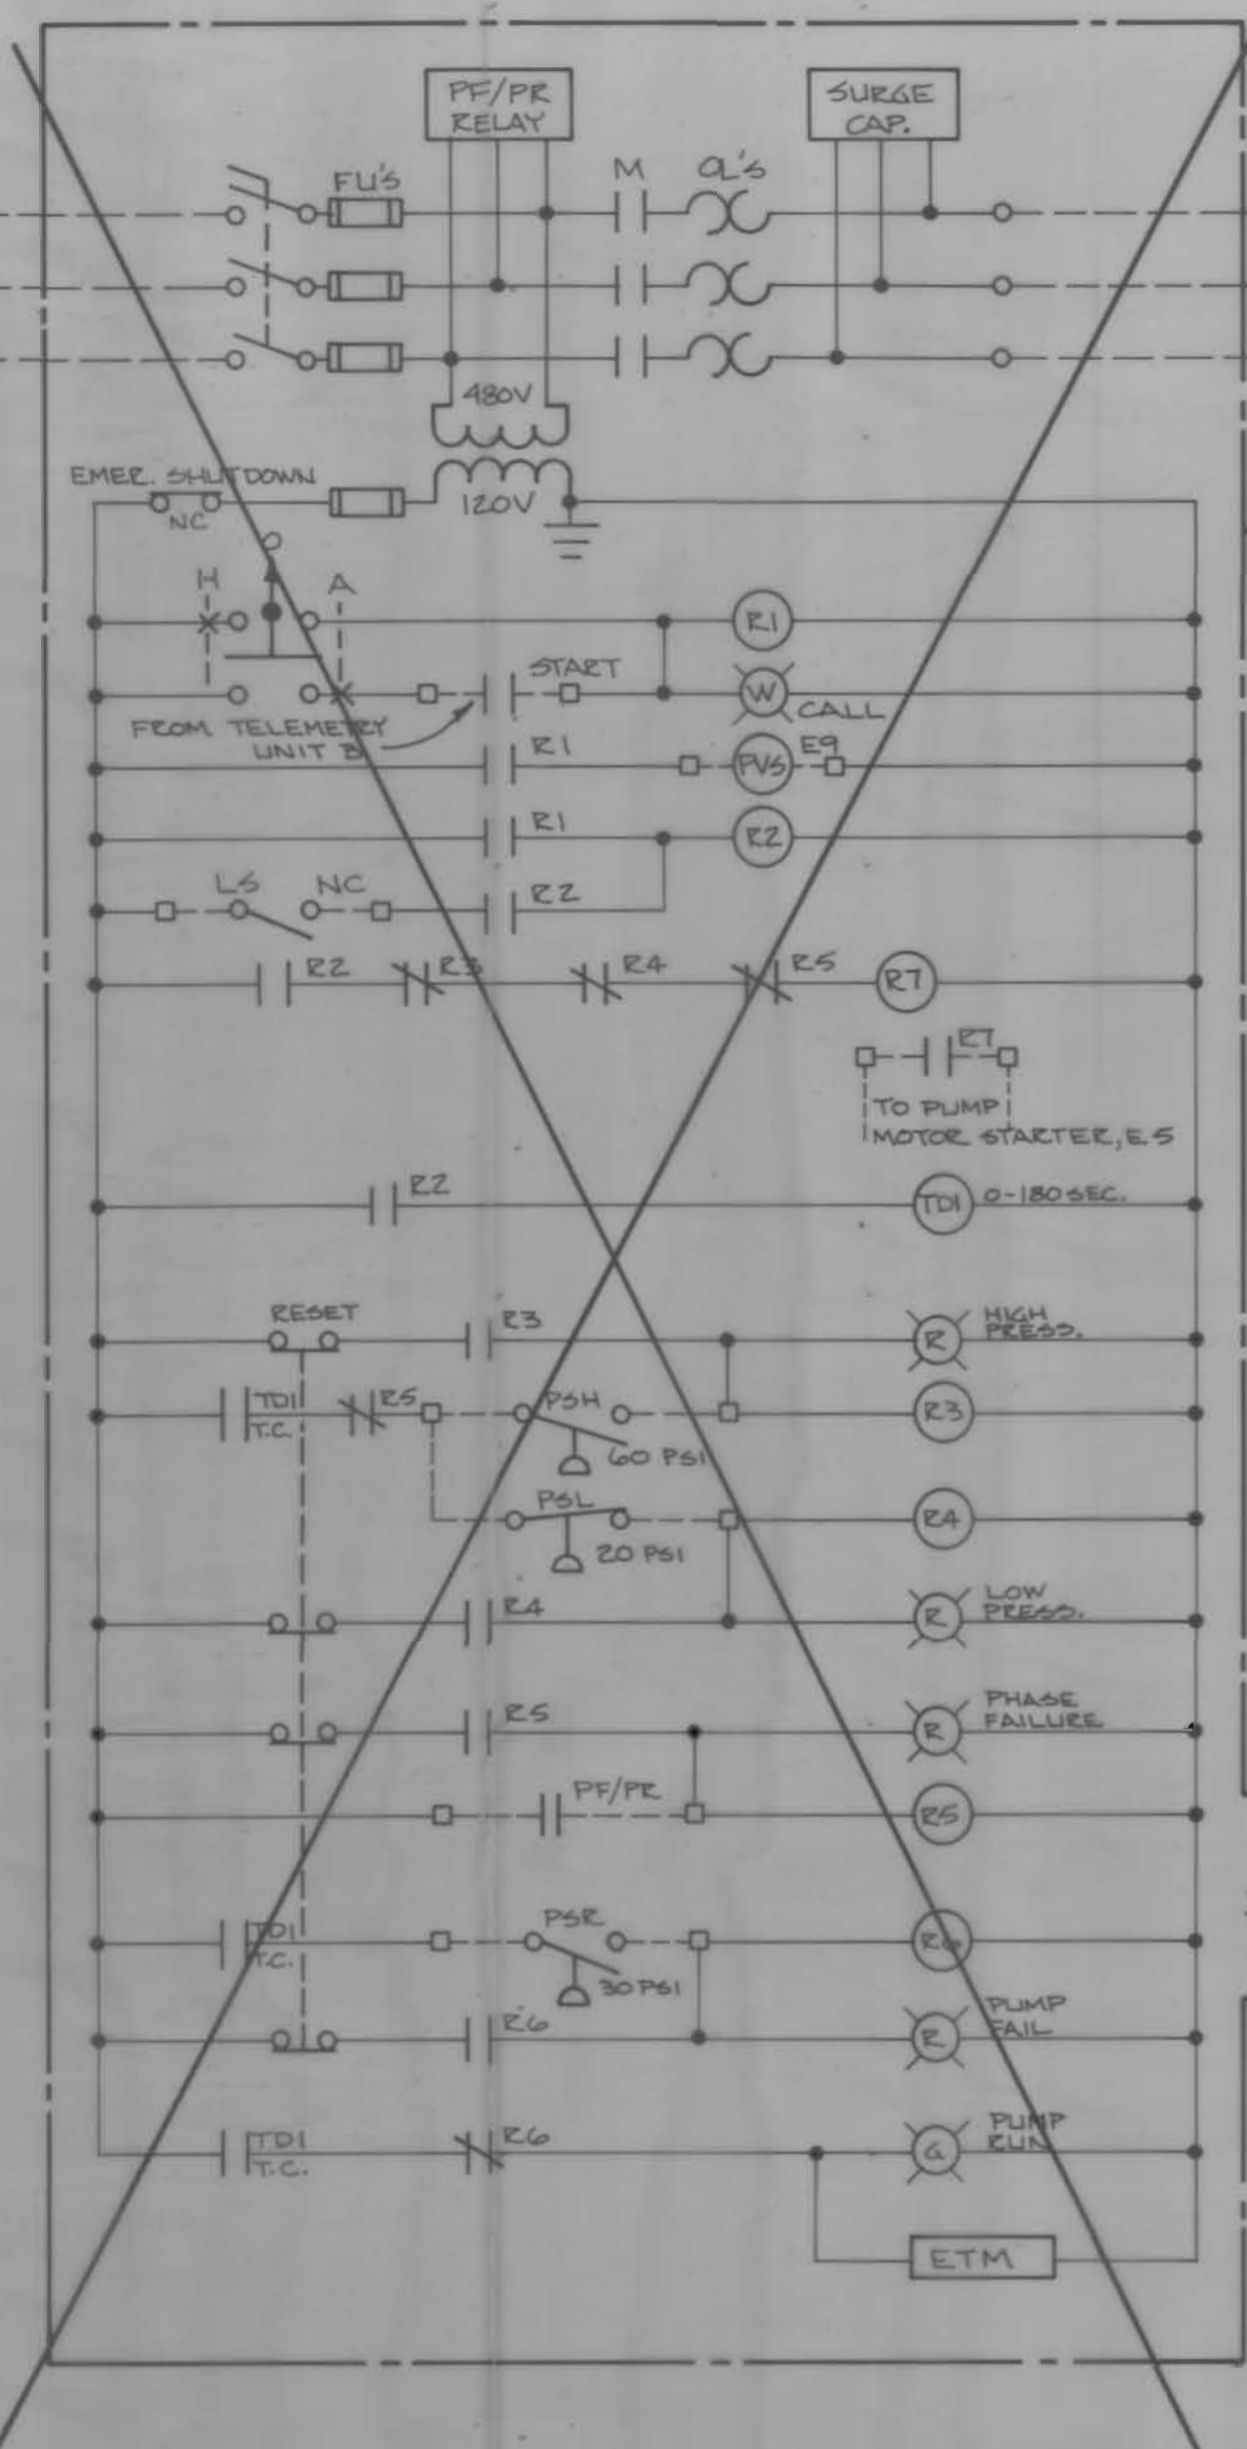 PF/PR
RELAY
SURGE
CAP.
FU'S
M
OL'S
480V
EMER. SHUTDOWN
NC
120V
O
H
A
R1
START
W
CALL
FROM TELEMETRY
UNIT B
R1
PVS
E9
R1
R2
LS
NC
R2
R2
R3
R4
R5
R7
R7
TO PUMP
MOTOR STARTER, E5
R2
TD1
0-180 SEC.
RESET
R3
R
HIGH
PRESS.
TD1
T.C.
R5
PSH
60 PSI
R3
PSL
20 PSI
R4
R4
R
LOW
PRESS.
R5
R
PHASE
FAILURE
PF/PR
R5
TD1
T.C.
PSR
30 PSI
R6
R6
R
PUMP
FAIL
TD1
T.C.
R6
G
PUMP
RUN
ETM